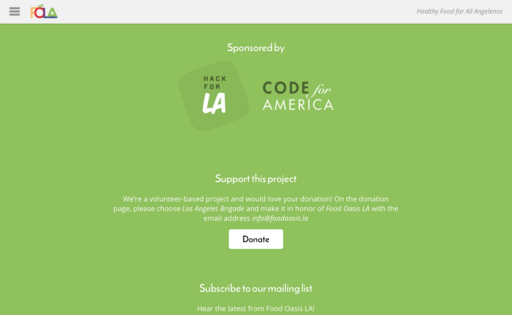 FOLA
Healthy Food for All Angelenos
Sponsored by
HACK
FOR
LA
CODE for
AMERICA
Support this project
We're a volunteer-based project and would love your donation! On the donation
page, please choose Los Angeles Brigade and make it in honor of Food Oasis LA with the
email address info@foodoasis.la
Donate
Subscribe to our mailing list
Hear the latest from Food Oasis LA!